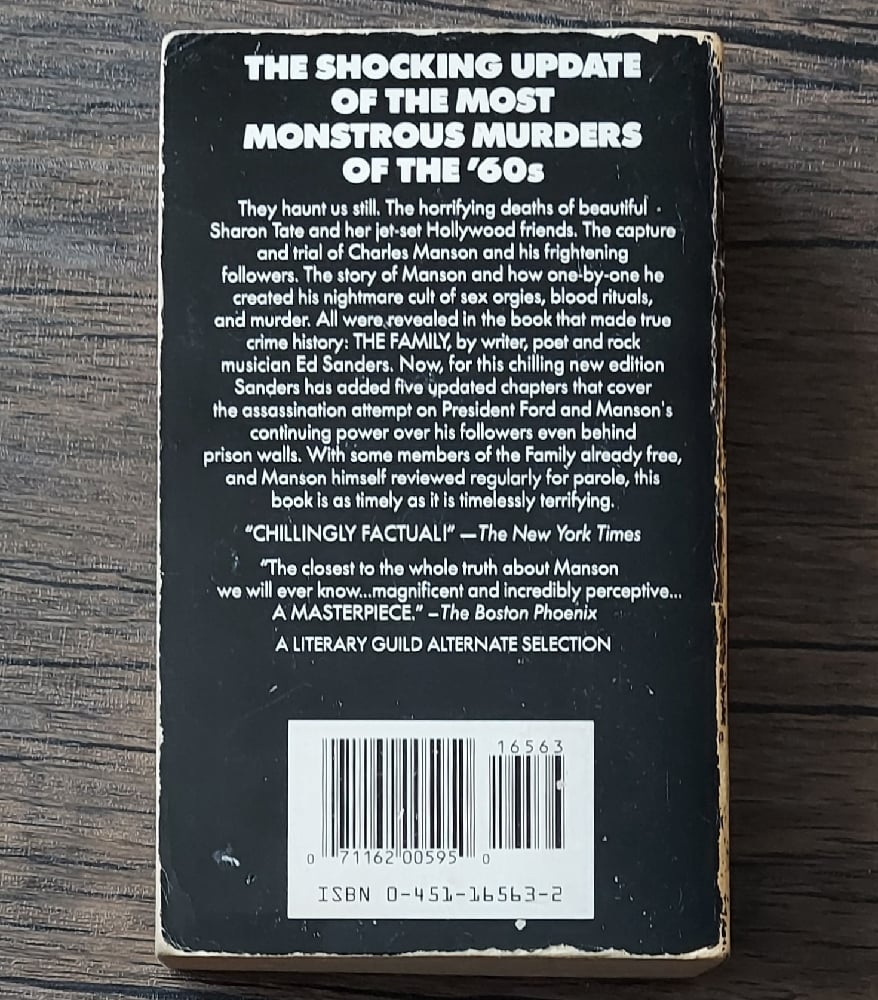 THE SHOCKING UPDATE
OF THE MOST
MONSTROUS MURDERS
OF THE '60s
They haunt us still. The horrifying deaths of beautiful
Sharon Tate and her jet-set Hollywood friends. The capture
and trial of Charles Manson and his frightening
followers. The story of Manson and how one-by-one he
created his nightmare cult of sex orgies, blood rituals,
and murder. All were revealed in the book that made true
crime history: THE FAMILY, by writer, poet and rock
musician Ed Sanders. Now, for this chilling new edition
Sanders has added five updated chapters that cover
the assassination attempt on President Ford and Manson's
continuing power over his followers even behind
prison walls. With some members of the Family already free,
and Manson himself reviewed regularly for parole, this
book is as timely as it is timelessly terrifying.
"CHILLINGLY FACTUAL!" —The New York Times
"The closest to the whole truth about Manson
we will ever know...magnificent and incredibly perceptive...
A MASTERPIECE." –The Boston Phoenix
A LITERARY GUILD ALTERNATE SELECTION
16563
0 71162 00595 0
ISBN 0-451-16563-2